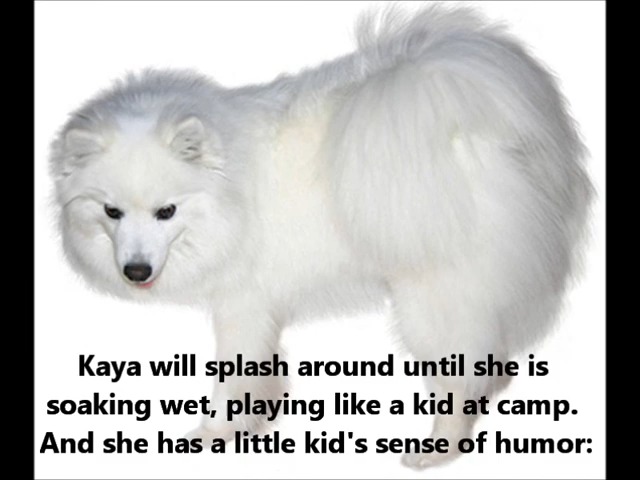 Kaya will splash around until she is
soaking wet, playing like a kid at camp.
And she has a little kid's sense of humor: